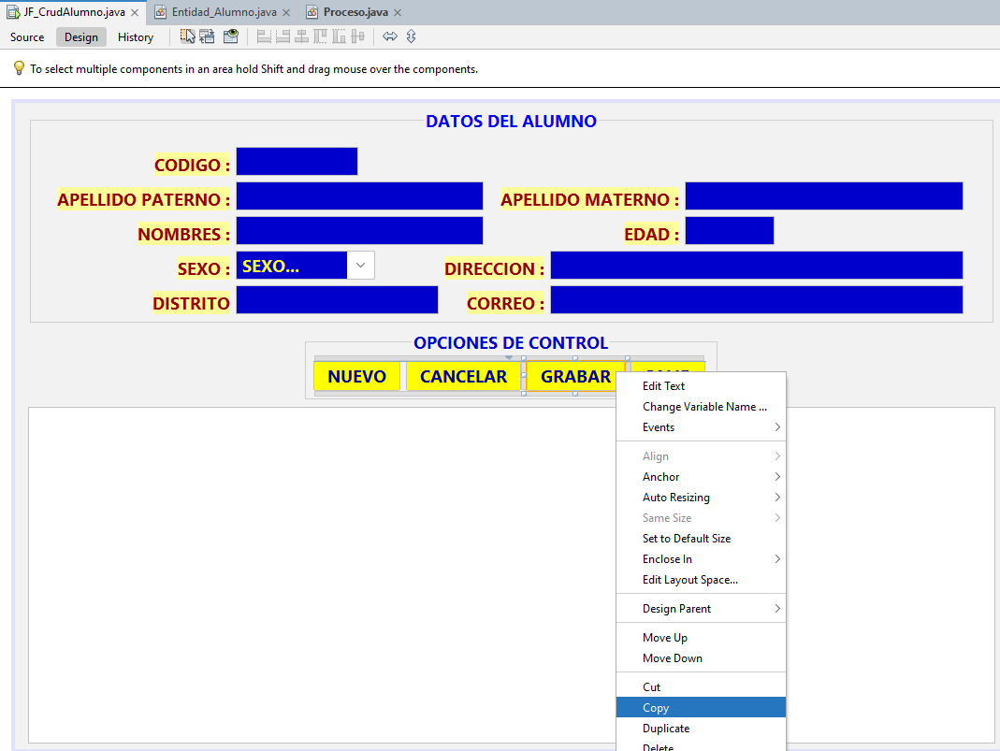 JF_CrudAlumno.java Entidad_Alumno.java Proceso.java
Source Design History
To select multiple components in an area hold Shift and drag mouse over the components.
DATOS DEL ALUMNO
CODIGO :
APELLIDO PATERNO : APELLIDO MATERNO :
NOMBRES : EDAD :
SEXO : SEXO... DIRECCION :
DISTRITO CORREO :
OPCIONES DE CONTROL
NUEVO CANCELAR GRABAR
Edit Text
Change Variable Name ...
Events
Align
Anchor
Auto Resizing
Same Size
Set to Default Size
Enclose In
Edit Layout Space...
Design Parent
Move Up
Move Down
Cut
Copy
Duplicate
Delete